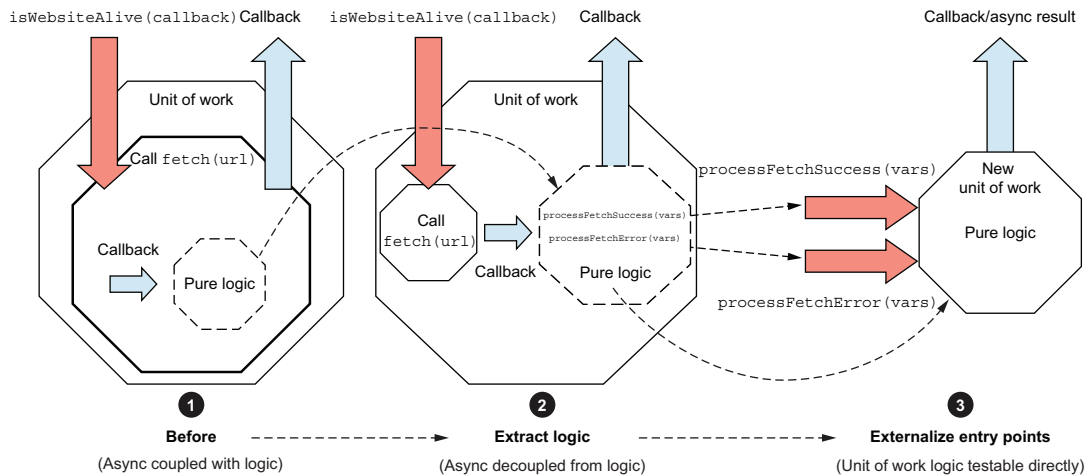 isWebsiteAlive(callback)
Callback
Unit of work
Call fetch(url)
Callback
Pure logic
isWebsiteAlive(callback)
Callback
Unit of work
Call
fetch(url)
Callback
processFetchSuccess(vars)
processFetchError(vars)
Pure logic
Callback/async result
processFetchSuccess(vars)
New
unit of work
Pure logic
processFetchError(vars)
1
Before
(Async coupled with logic)
2
Extract logic
(Async decoupled from logic)
3
Externalize entry points
(Unit of work logic testable directly)